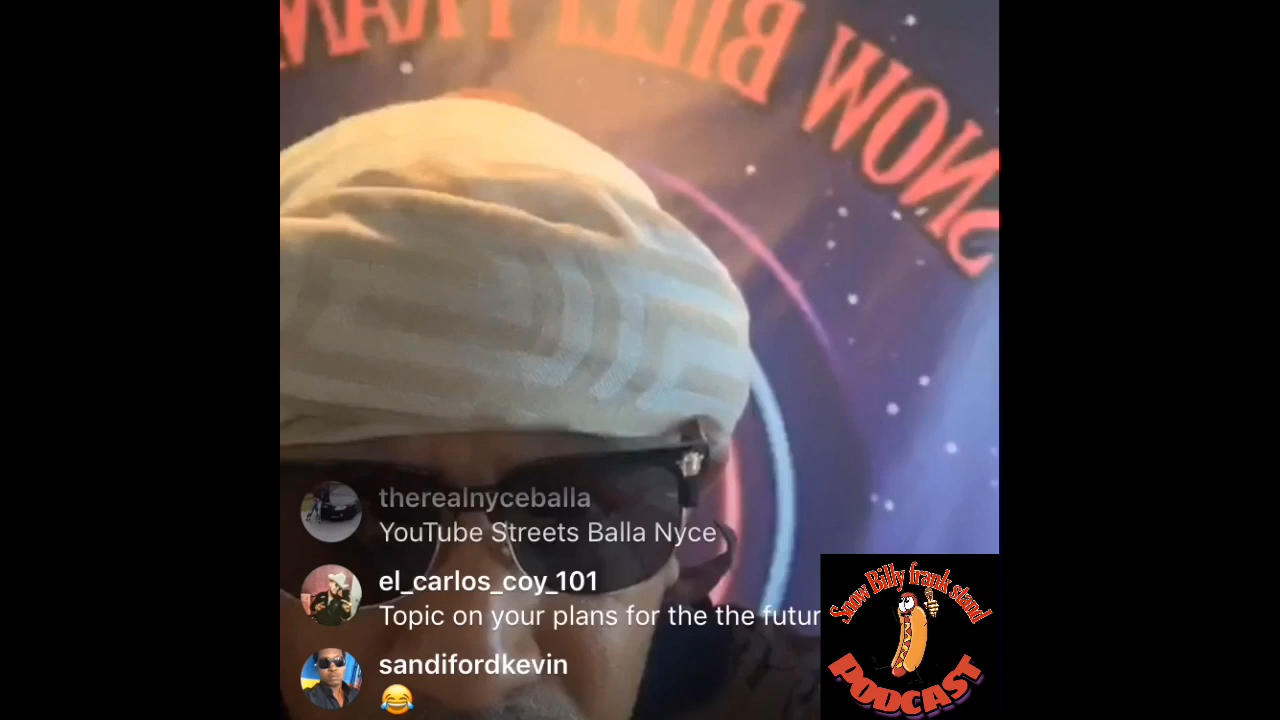 SNOW BILLY
therealnyceballa
YouTube Streets Balla Nyce
el_carlos_coy_101
Topic on your plans for the the futur
sandifordkevin
😂
Snow Billy frank stand
PODCAST